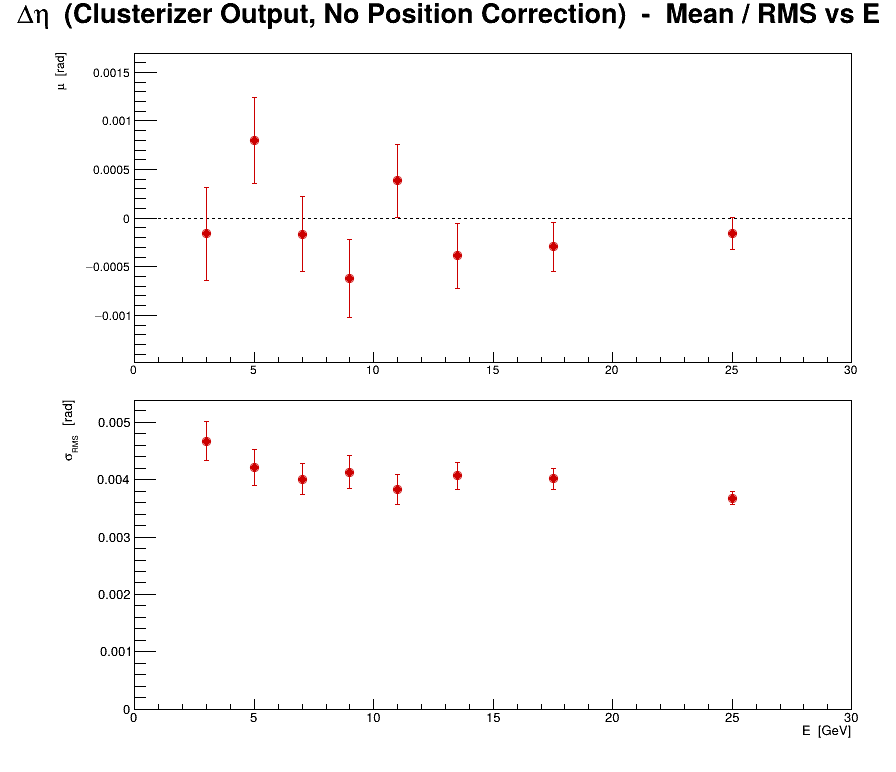 Δη (Clusterizer Output, No Position Correction) - Mean / RMS vs E
μ [rad]
0.0015
0.001
0.0005
0
−0.0005
−0.001
0 5 10 15 20 25 30
σRMS [rad]
0.005
0.004
0.003
0.002
0.001
0
0 5 10 15 20 25 30
E [GeV]